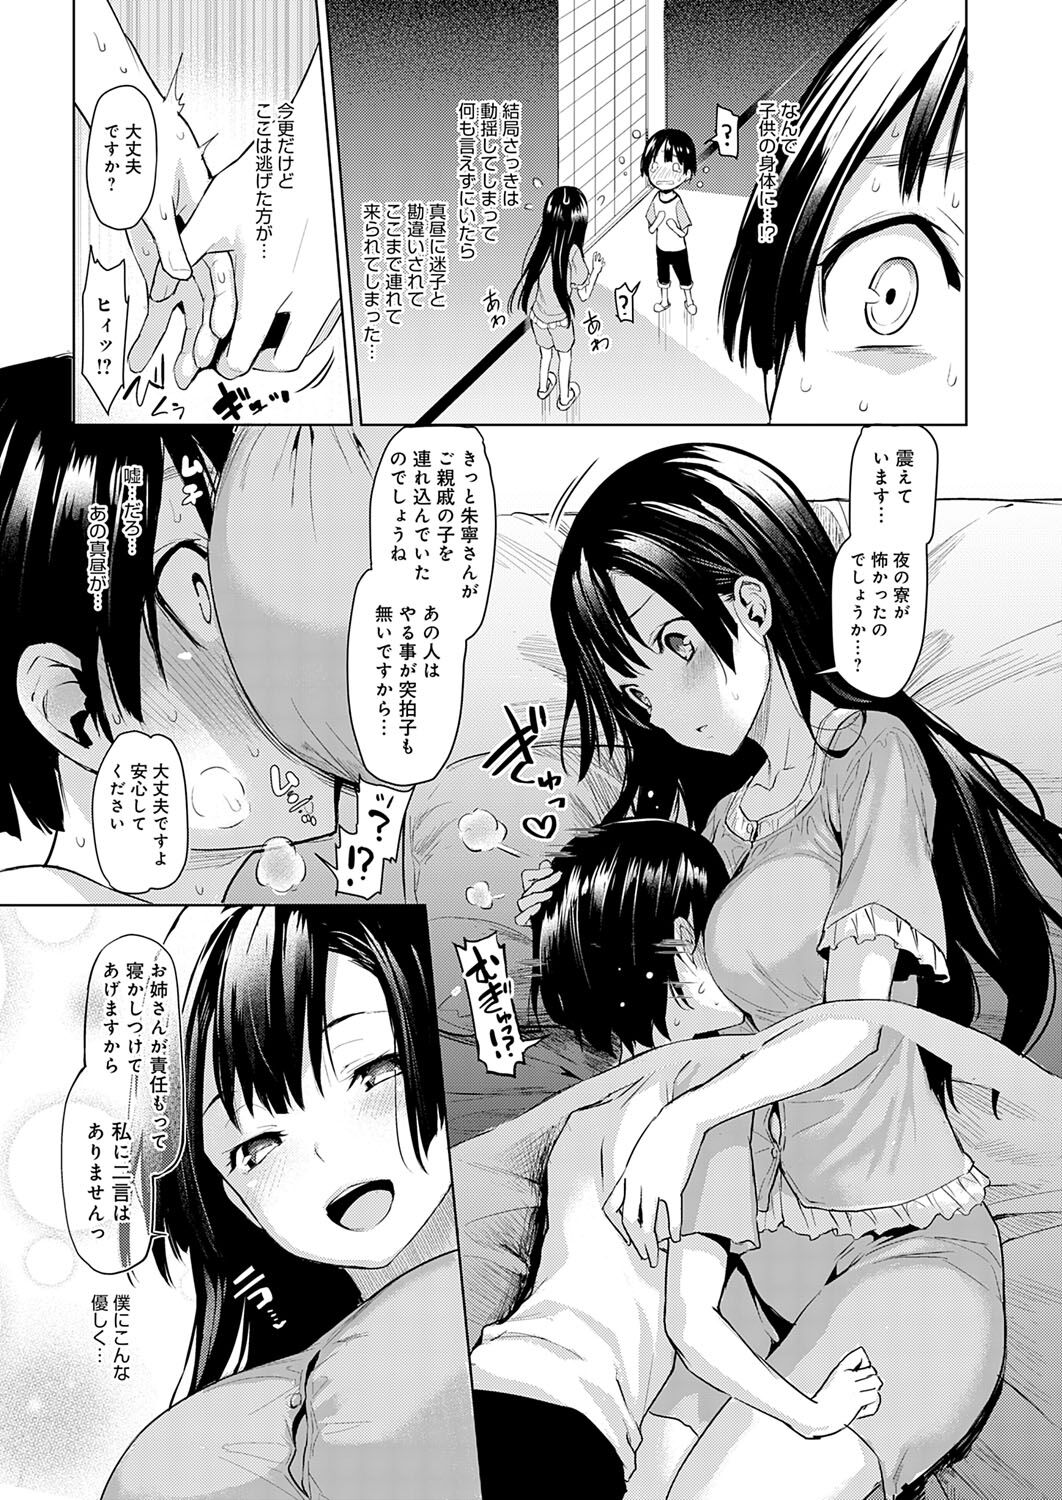 なんで
子供の身体に…!?
?
?
あわ
あわ
結局さっきは
動揺してしまって
何も言えずにいたら
真昼に迷子と
勘違いされて
ここまで連れて
来られてしまった…
今更だけど
ここは逃げた方が…
大丈夫
ですか?
ヒィッ!?
ギュッ
震えて
います…
夜の寮が
怖かったの
でしょうか…?
ぎゅっ♡
むぎゅっ!?
きっと朱寧さんが
ご親戚の子を
連れ込んでいた
のでしょうね
あの人は
やる事が突拍子も
無いですから…
ムチ
嘘…だろ…
あの真昼が…
?
!?
大丈夫ですよ
安心して
ください
お姉さんが責任もって
寝かしつけて
あげますから
私に二言は
ありませんっ
コ…
僕にこんな
優しく…